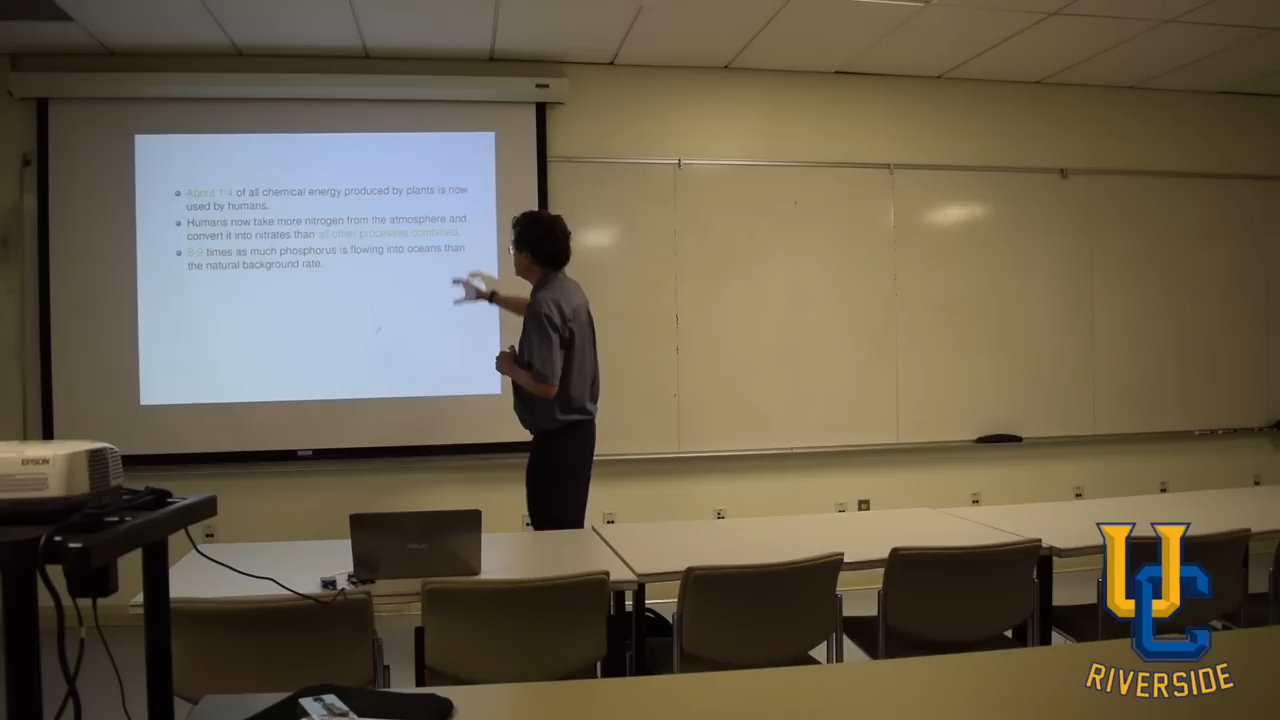 About 1/4 of all chemical energy produced by plants is now
used by humans.
Humans now take more nitrogen from the atmosphere and
convert it into nitrates than all other processes combined.
8-9 times as much phosphorus is flowing into oceans than
the natural background rate.
EPSON
UC
RIVERSIDE